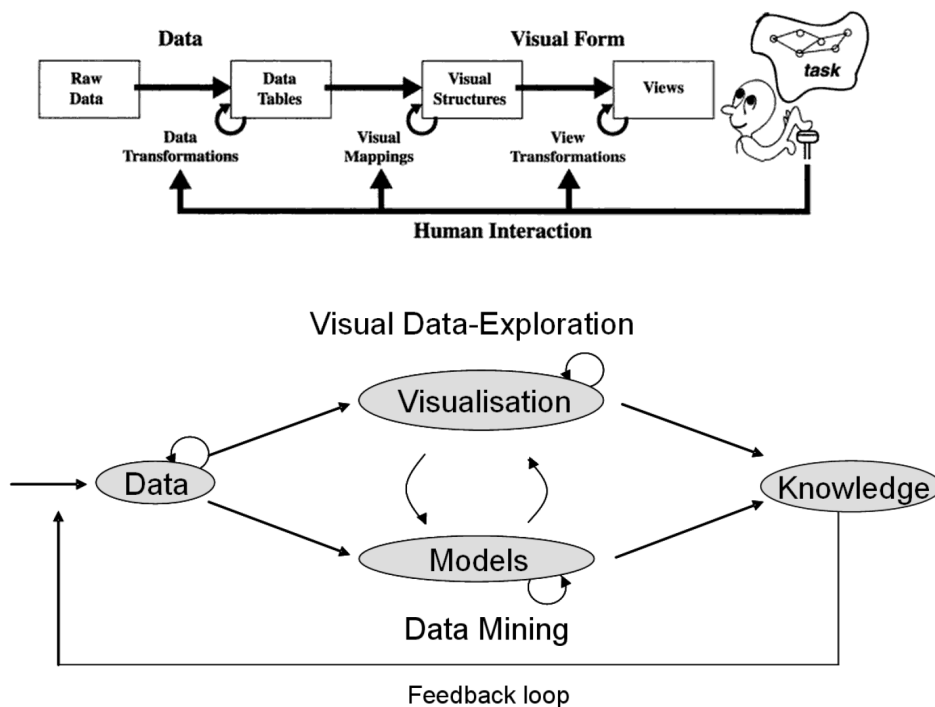 Data
Visual Form
task
Raw
Data
Data
Tables
Visual
Structures
Views
Data
Transformations
Visual
Mappings
View
Transformations
Human Interaction
Visual Data-Exploration
Visualisation
Data
Knowledge
Models
Data Mining
Feedback loop